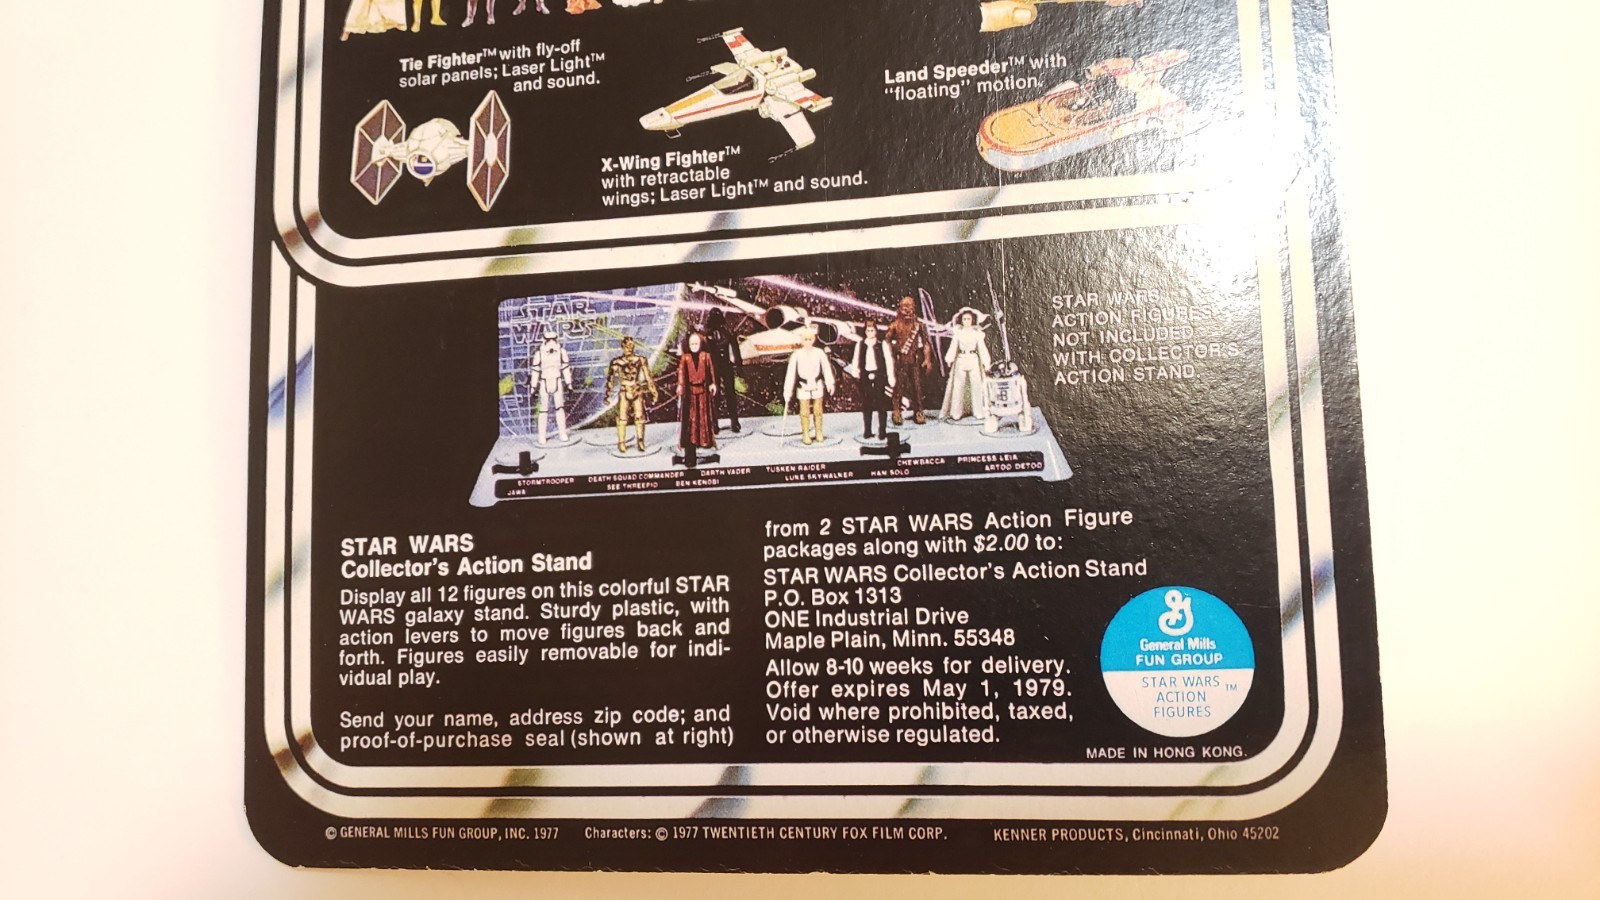 Tie Fighter™ with fly-off
solar panels; Laser Light™
and sound.
X-Wing Fighter™
with retractable
wings; Laser Light™ and sound.
Land Speeder™ with
"floating" motion.
STAR
WARS
STAR WARS
ACTION FIGURES
NOT INCLUDED
WITH COLLECTOR'S
ACTION STAND.
STORMTROOPER DEATH SQUAD COMMANDER DARTH VADER TUSKEN RAIDER CHEWBACCA PRINCESS LEIA
JAWA SEE THREEPIO BEN KENOBI LUKE SKYWALKER HAN SOLO ARTOO DETOO
STAR WARS
Collector's Action Stand
Display all 12 figures on this colorful STAR
WARS galaxy stand. Sturdy plastic, with
action levers to move figures back and
forth. Figures easily removable for indi-
vidual play.
Send your name, address zip code; and
proof-of-purchase seal (shown at right)
from 2 STAR WARS Action Figure
packages along with $2.00 to:
STAR WARS Collector's Action Stand
P.O. Box 1313
ONE Industrial Drive
Maple Plain, Minn. 55348
Allow 8-10 weeks for delivery.
Offer expires May 1, 1979.
Void where prohibited, taxed,
or otherwise regulated.
General Mills
FUN GROUP
STAR WARS TM
ACTION
FIGURES
MADE IN HONG KONG.
© GENERAL MILLS FUN GROUP, INC. 1977 Characters: © 1977 TWENTIETH CENTURY FOX FILM CORP. KENNER PRODUCTS, Cincinnati, Ohio 45202